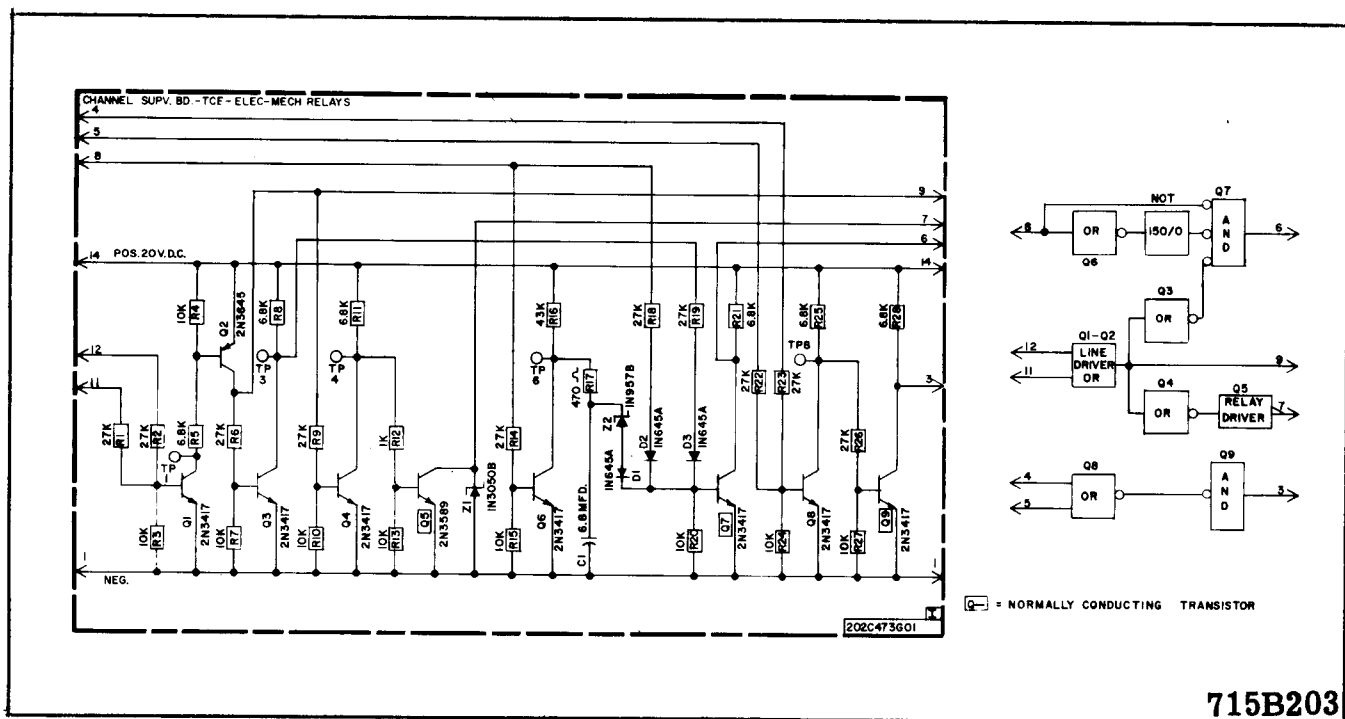 CHANNEL SUPV. BD.-TCE-ELEC-MECH RELAYS
4
5
8
9
7
6
14 POS. 20 V.D.C. 14
12
11
3
1 NEG. 1
10K R4
Q2 2N3645
6.8K R8
6.8K R11
43K R16
27K R18
27K R19
R21 6.8K
6.8K R25
6.8K R28
TP 3
TP 4
TP 6
TP8
TP 1
27K R1
27K R2
6.8K R5
27K R6
27K R9
1K R12
27K R14
470 R17
Z2 IN957B
D2 IN645A
D3 IN645A
IN645A D1
27K R22
R23 27K
27K R26
10K R3
Q1 2N3417
10K R7
Q3 2N3417
10K R10
Q4 2N3417
10K R13
Q5 2N3589
Z1 IN3050B
10K R15
Q6 2N3417
C1 6.8MFD.
10K R20
Q7 2N3417
10K R24
Q8 2N3417
10K R27
Q9 2N3417
I
202C473G01
NOT
Q7
8 OR 150/0 AND 6
Q6
Q3
OR
Q1-Q2
12 LINE DRIVER OR 9
11
Q4
OR
Q5
RELAY DRIVER 7
Q8
4 OR
5
Q9
AND 3
Q- = NORMALLY CONDUCTING TRANSISTOR
715B203